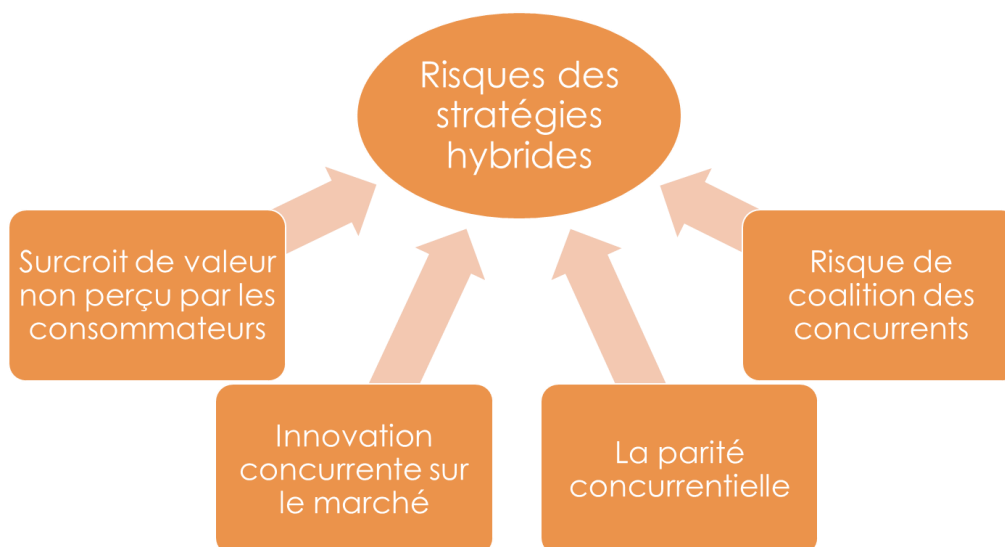 Risques des
stratégies
hybrides
Surcroit de valeur
non perçu par les
consommateurs
Innovation
concurrente sur
le marché
La parité
concurrentielle
Risque de
coalition des
concurrents